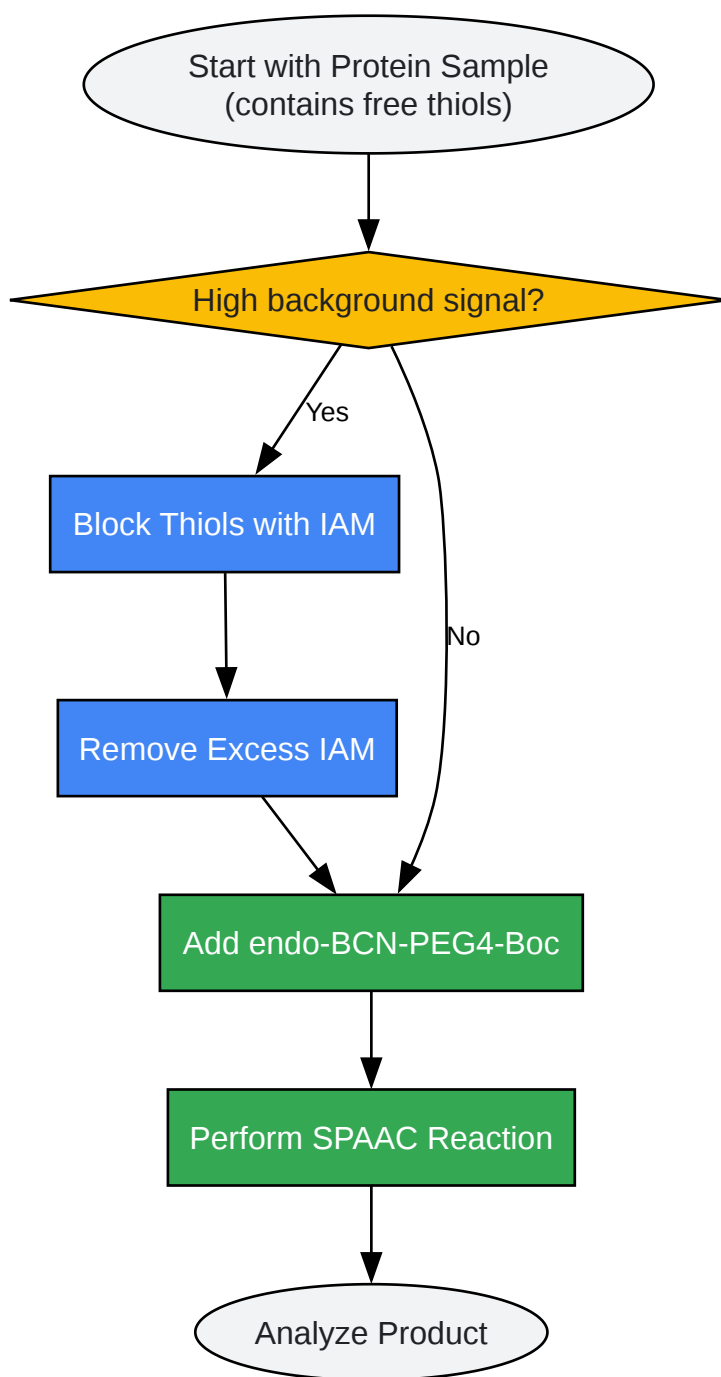 Start with Protein Sample
(contains free thiols)
High background signal?
Yes
Block Thiols with IAM
No
Remove Excess IAM
Add endo-BCN-PEG4-Boc
Perform SPAAC Reaction
Analyze Product